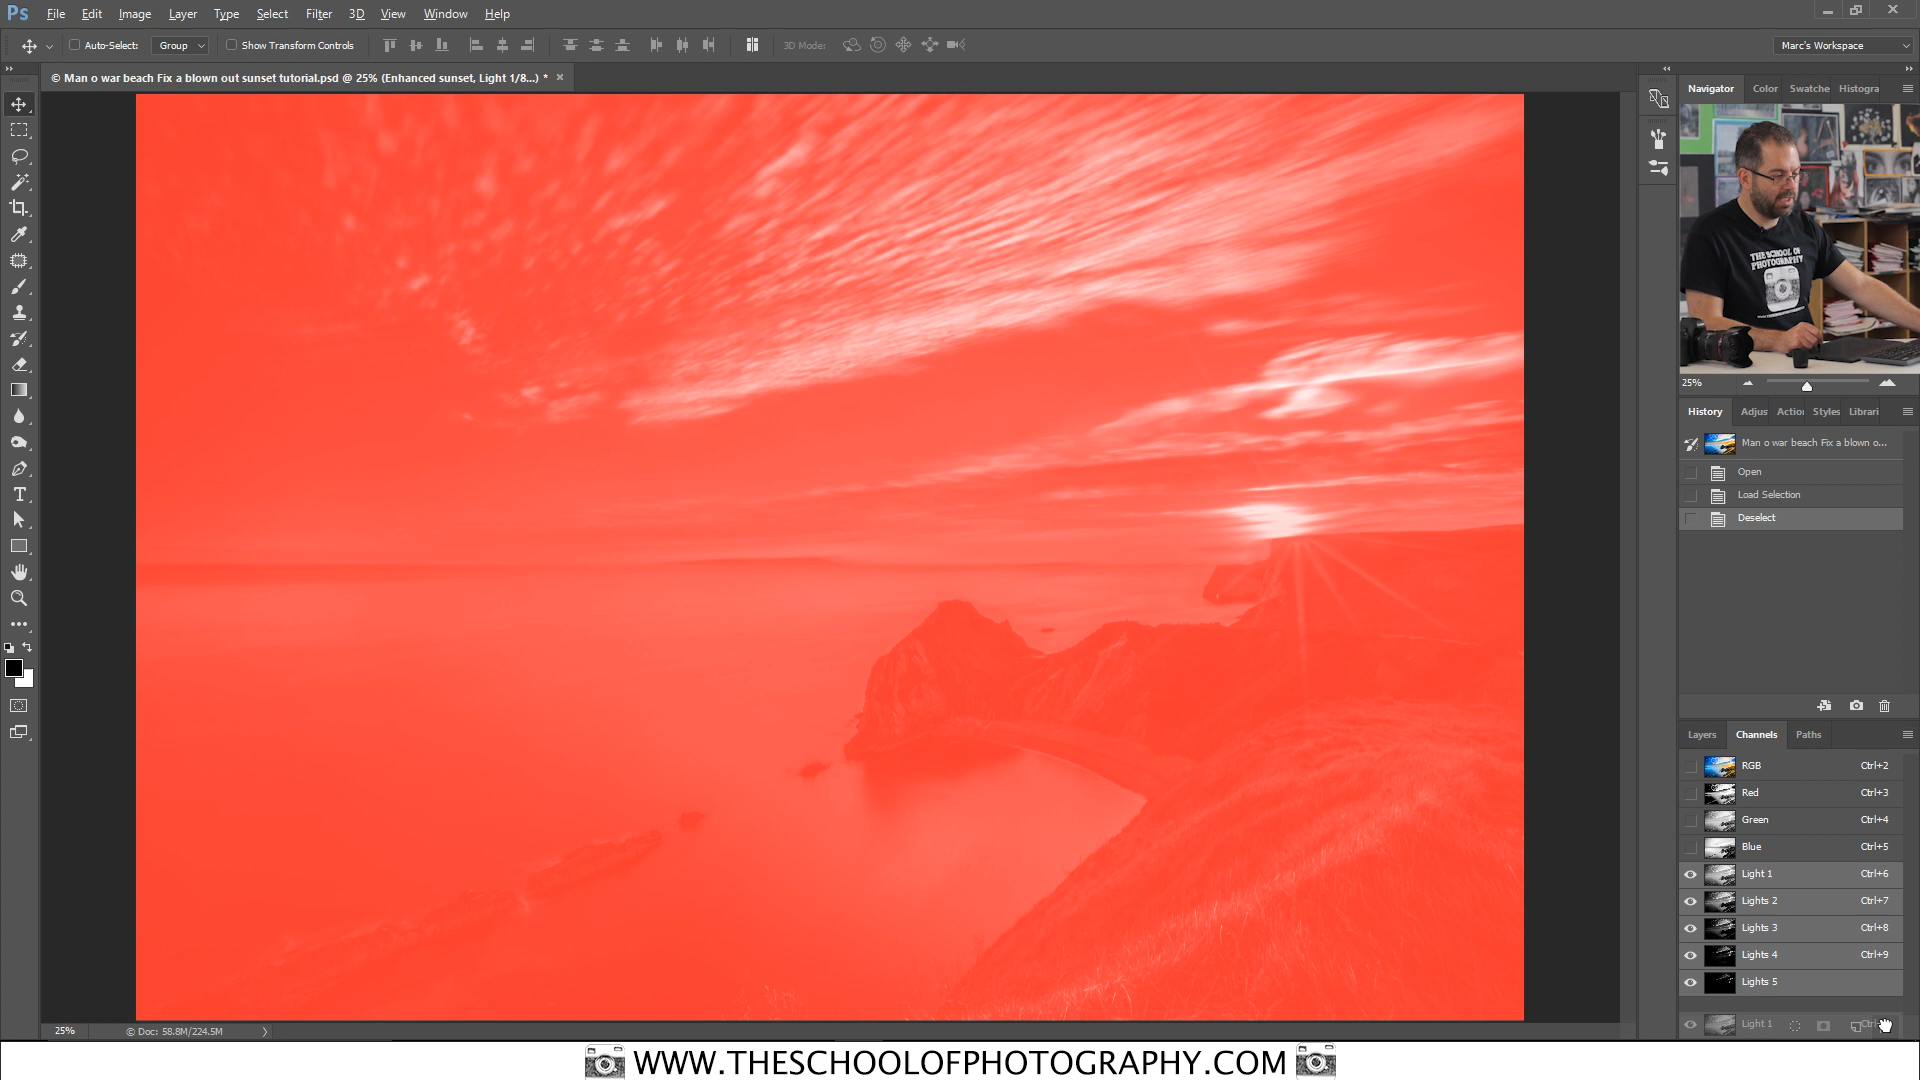 Ps File Edit Image Layer Type Select Filter 3D View Window Help
Auto-Select: Group Show Transform Controls 3D Mode: Marc's Workspace
© Man o war beach Fix a blown out sunset tutorial.psd @ 25% (Enhanced sunset, Light 1/8...) *
Navigator Color Swatche Histogra
THE SCHOOL OF
PHOTOGRAPHY
25%
History Adjus Action Styles Librari
Man o war beach Fix a blown o...
Open
Load Selection
Deselect
Layers Channels Paths
RGB Ctrl+2
Red Ctrl+3
Green Ctrl+4
Blue Ctrl+5
Light 1 Ctrl+6
Lights 2 Ctrl+7
Lights 3 Ctrl+8
Lights 4 Ctrl+9
Lights 5
Light 1
25% © Doc: 58.8M/224.5M
WWW.THESCHOOLOFPHOTOGRAPHY.COM